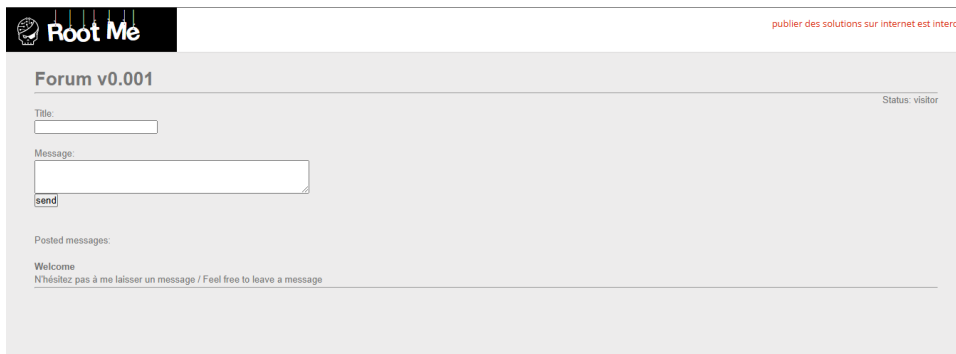 Root Me
publier des solutions sur internet est interd
Forum v0.001
Status: visitor
Title:
Message:
send
Posted messages:
Welcome
N'hésitez pas à me laisser un message / Feel free to leave a message